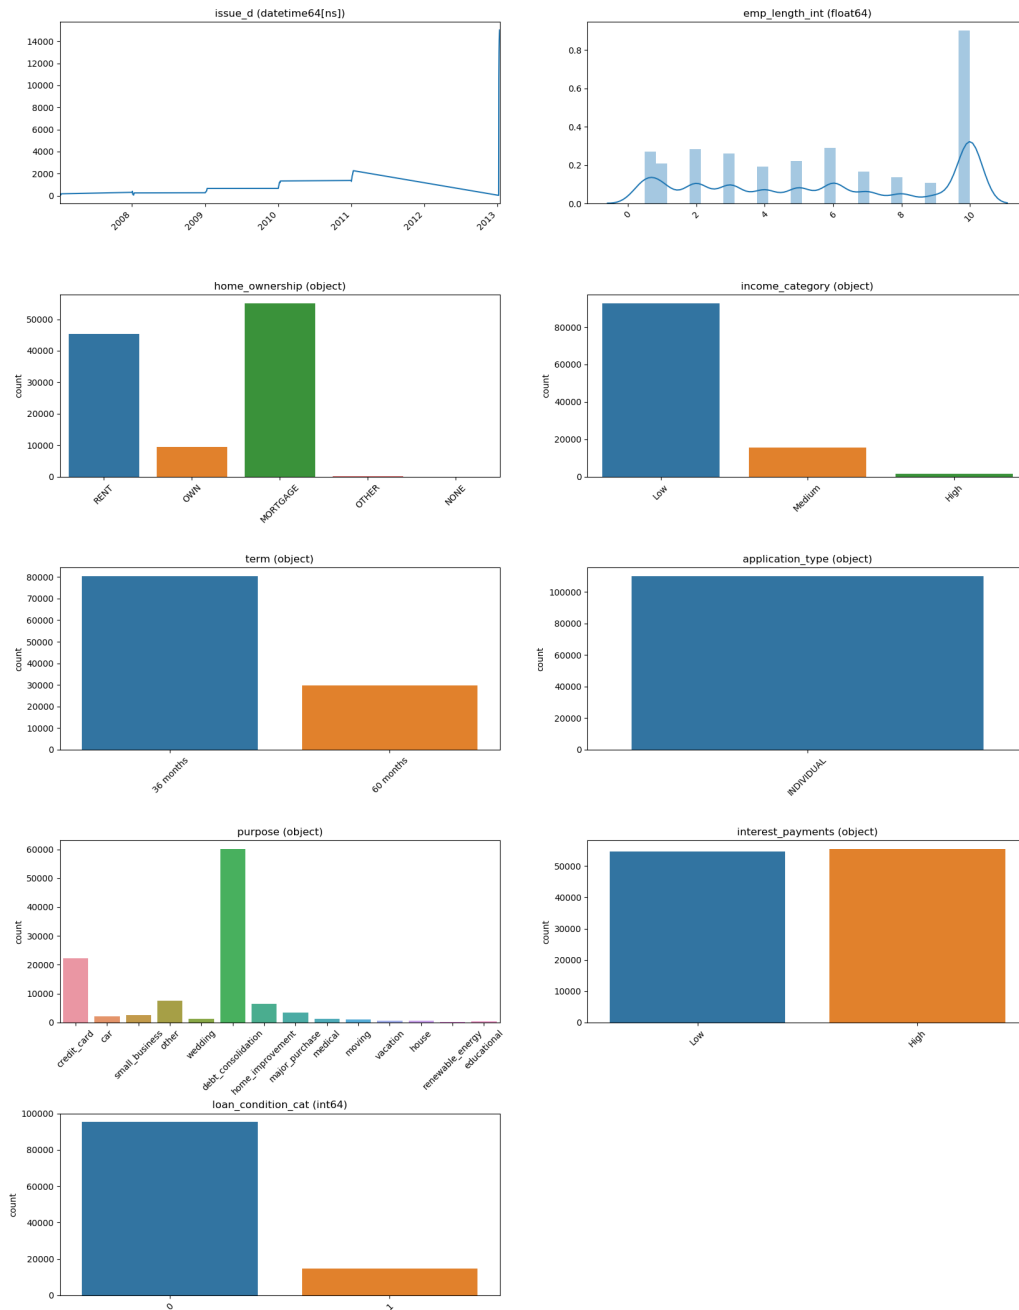 issue_d (datetime64[ns])
14000
12000
10000
8000
6000
4000
2000
0
2008
2009
2010
2011
2012
2013
emp_length_int (float64)
0.8
0.6
0.4
0.2
0.0
0
2
4
6
8
10
home_ownership (object)
count
50000
40000
30000
20000
10000
0
RENT
OWN
MORTGAGE
OTHER
NONE
income_category (object)
count
80000
60000
40000
20000
0
Low
Medium
High
term (object)
count
80000
70000
60000
50000
40000
30000
20000
10000
0
36 months
60 months
application_type (object)
count
100000
80000
60000
40000
20000
0
INDIVIDUAL
purpose (object)
count
60000
50000
40000
30000
20000
10000
0
credit_card
car
small_business
other
wedding
debt_consolidation
home_improvement
major_purchase
medical
moving
vacation
house
renewable_energy
educational
interest_payments (object)
count
50000
40000
30000
20000
10000
0
Low
High
loan_condition_cat (int64)
count
100000
80000
60000
40000
20000
0
0
1